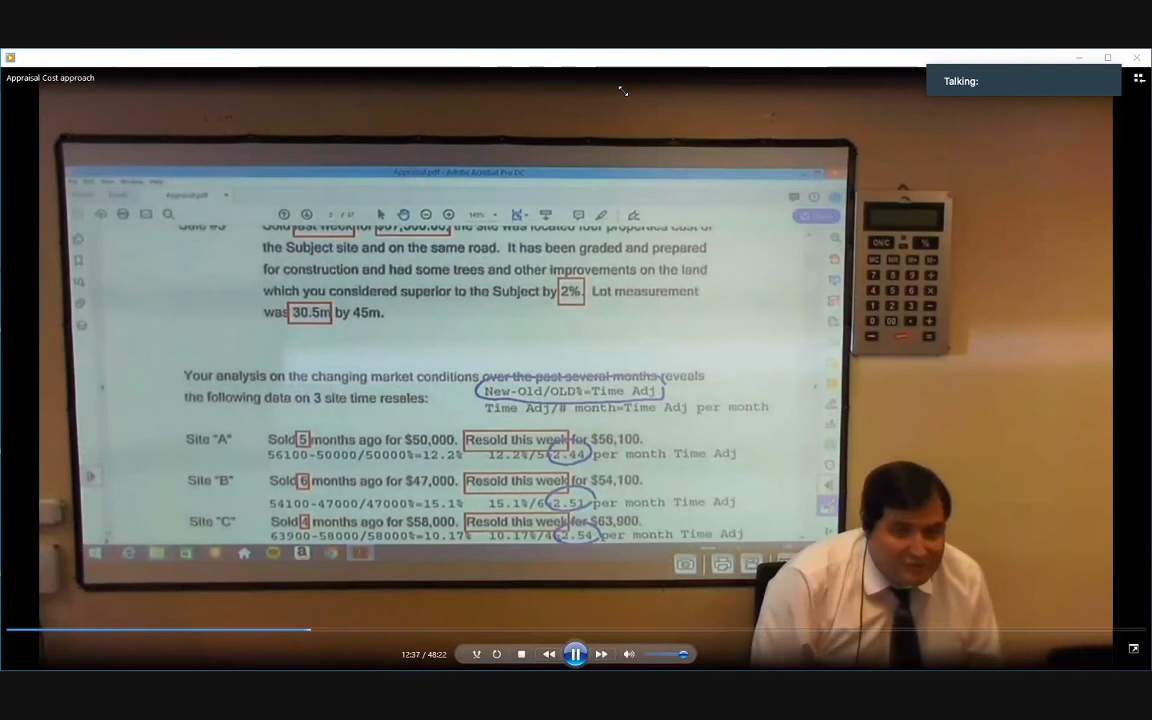 Appraisal Cost approach
Talking:
Appraisal.pdf - Adobe Acrobat Pro DC
Appraisal.pdf
the Subject site and on the same road. It has been graded and prepared
for construction and had some trees and other improvements on the land
which you considered superior to the Subject by 2%. Lot measurement
was 30.5m by 45m.
Your analysis on the changing market conditions over the past several months reveals
New-Old/OLD%=Time Adj
the following data on 3 site time resales:
Time Adj/# month=Time Adj per month
Site "A" Sold 5 months ago for $50,000. Resold this week for $56,100.
56100-50000/50000%=12.2% 12.2%/5=2.44 per month Time Adj
Site "B" Sold 6 months ago for $47,000. Resold this week for $54,100.
54100-47000/47000%=15.1% 15.1%/6=2.51 per month Time Adj
Site "C" Sold 4 months ago for $58,000. Resold this week for $63,900.
63900-58000/58000%=10.17% 10.17%/4=2.54 per month Time Adj
12:37 / 48:22